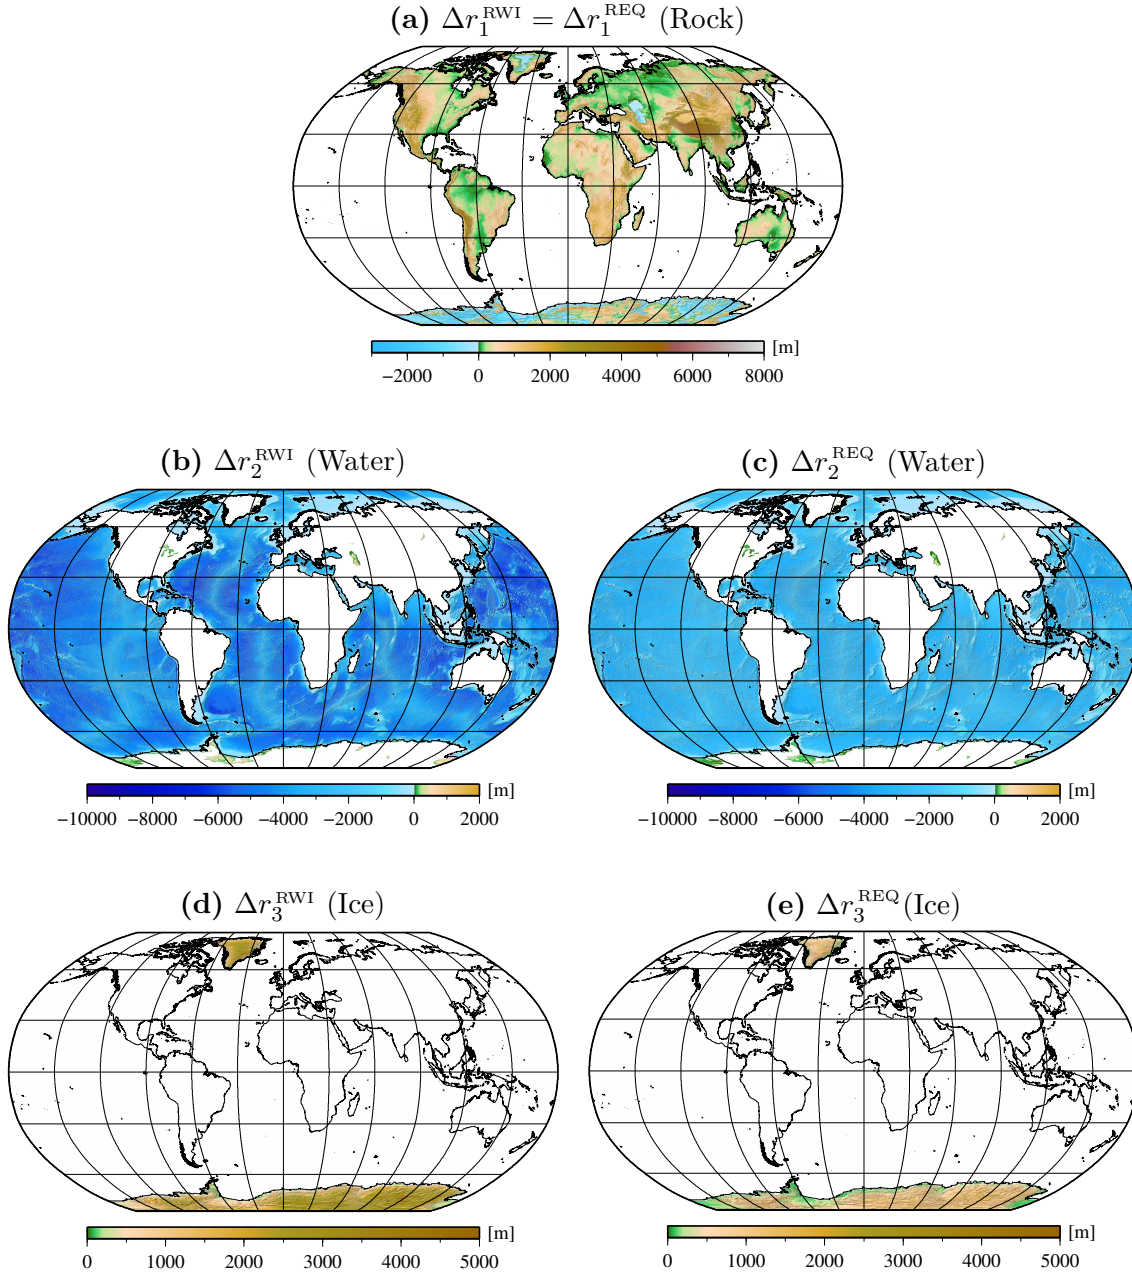 (a) Δr₁^RWI = Δr₁^REQ (Rock)
[m]
−2000 0 2000 4000 6000 8000
(b) Δr₂^RWI (Water)
(c) Δr₂^REQ (Water)
[m]
−10000 −8000 −6000 −4000 −2000 0 2000
[m]
−10000 −8000 −6000 −4000 −2000 0 2000
(d) Δr₃^RWI (Ice)
(e) Δr₃^REQ(Ice)
[m]
0 1000 2000 3000 4000 5000
[m]
0 1000 2000 3000 4000 5000